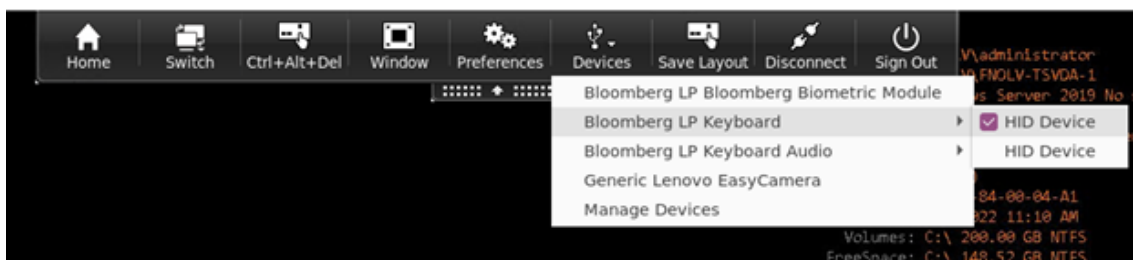 Home Switch Ctrl+Alt+Del Window Preferences Devices Save Layout Disconnect Sign Out
V\administrator
FNOLV-TSVDA-1
Server 2019 No
Bloomberg LP Bloomberg Biometric Module
Bloomberg LP Keyboard
HID Device
Bloomberg LP Keyboard Audio
HID Device
Generic Lenovo EasyCamera
Manage Devices
84-00-04-A1
022 11:10 AM
Volumes: C:\ 200.00 GB NTFS
FreeSpace: C:\ 148.52 GB NTFS